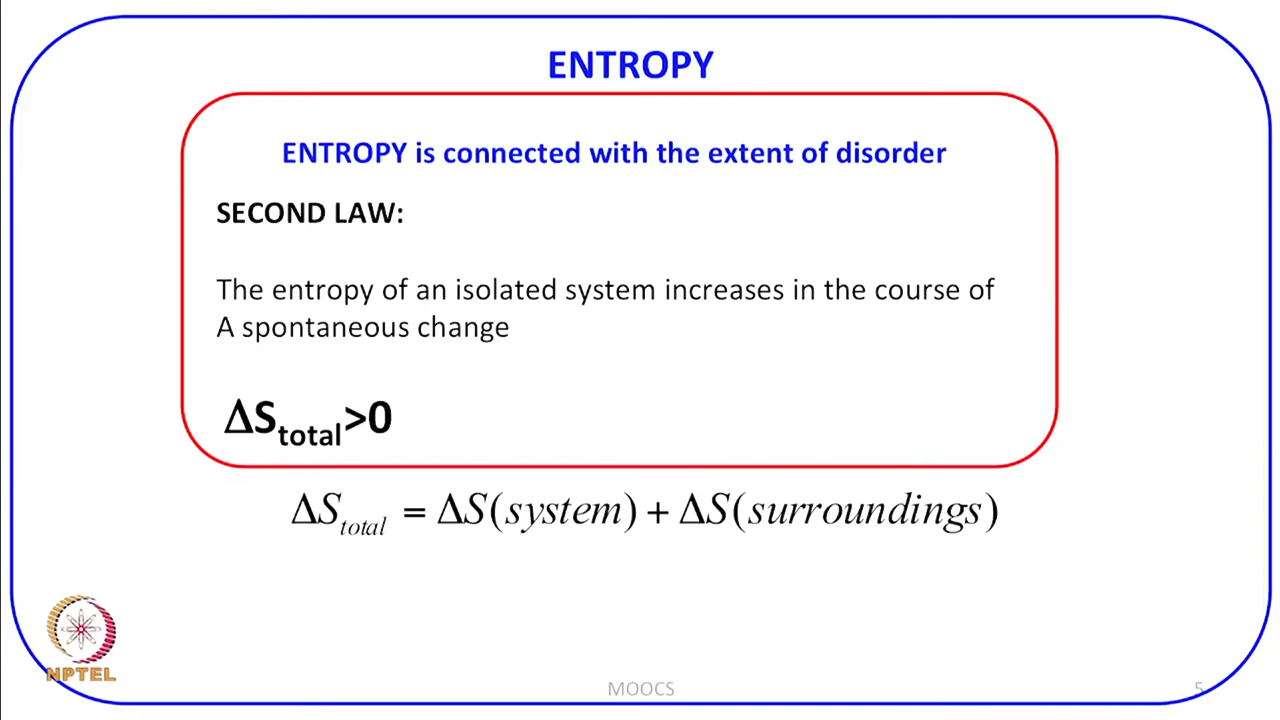 ENTROPY
ENTROPY is connected with the extent of disorder
SECOND LAW:
The entropy of an isolated system increases in the course of
A spontaneous change
ΔStotal>0
ΔStotal = ΔS(system) + ΔS(surroundings)
NPTEL
MOOCS
5